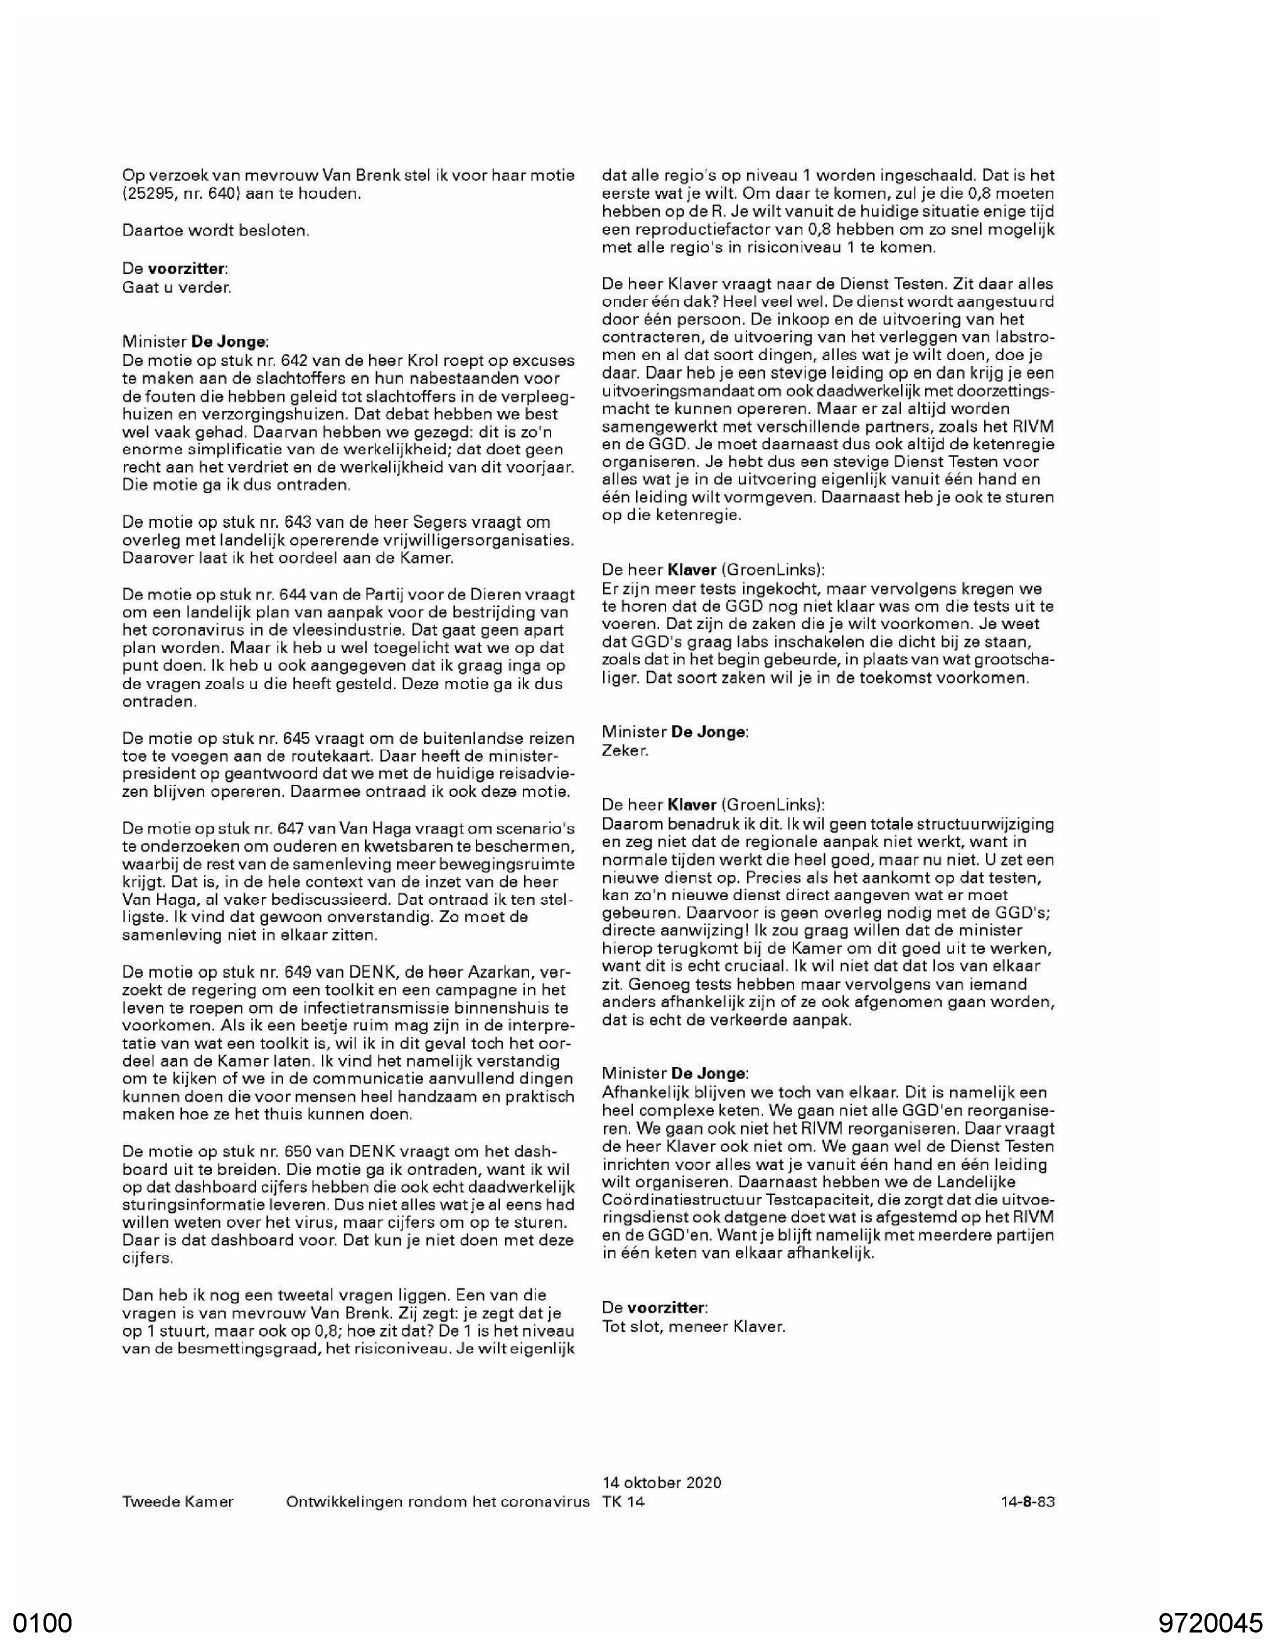 Op verzoek van mevrouw Van Brenk stel ik voor haar motie
(25295, nr. 640) aan te houden.
Daartoe wordt besloten.
De voorzitter:
Gaat u verder.
Minister De Jonge:
De motie op stuk nr. 642 van de heer Krol roept op excuses
te maken aan de slachtoffers en hun nabestaanden voor
de fouten die hebben geleid tot slachtoffers in de verpleeg-
huizen en verzorgingshuizen. Dat debat hebben we best
wel vaak gehad. Daarvan hebben we gezegd: dit is zo'n
enorme simplificatie van de werkelijkheid; dat doet geen
recht aan het verdriet en de werkelijkheid van dit voorjaar.
Die motie ga ik dus ontraden.
De motie op stuk nr. 643 van de heer Segers vraagt om
overleg met landelijk opererende vrijwilligersorganisaties.
Daarover laat ik het oordeel aan de Kamer.
De motie op stuk nr. 644 van de Partij voor de Dieren vraagt
om een landelijk plan van aanpak voor de bestrijding van
het coronavirus in de vleesindustrie. Dat gaat geen apart
plan worden. Maar ik heb u wel toegelicht wat we op dat
punt doen. Ik heb u ook aangegeven dat ik graag inga op
de vragen zoals u die heeft gesteld. Deze motie ga ik dus
ontraden.
De motie op stuk nr. 645 vraagt om de buitenlandse reizen
toe te voegen aan de routekaart. Daar heeft de minister-
president op geantwoord dat we met de huidige reisadvie-
zen blijven opereren. Daarmee ontraad ik ook deze motie.
De motie op stuk nr. 647 van Van Haga vraagt om scenario's
te onderzoeken om ouderen en kwetsbaren te beschermen,
waarbij de rest van de samenleving meer bewegingsruimte
krijgt. Dat is, in de hele context van de inzet van de heer
Van Haga, al vaker bediscussieerd. Dat ontraad ik ten stel-
ligste. Ik vind dat gewoon onverstandig. Zo moet de
samenleving niet in elkaar zitten.
De motie op stuk nr. 649 van DENK, de heer Azarkan, ver-
zoekt de regering om een toolkit en een campagne in het
leven te roepen om de infectietransmissie binnenshuis te
voorkomen. Als ik een beetje ruim mag zijn in de interpre-
tatie van wat een toolkit is, wil ik in dit geval toch het oor-
deel aan de Kamer laten. Ik vind het namelijk verstandig
om te kijken of we in de communicatie aanvullend dingen
kunnen doen die voor mensen heel handzaam en praktisch
maken hoe ze het thuis kunnen doen.
De motie op stuk nr. 650 van DENK vraagt om het dash-
board uit te breiden. Die motie ga ik ontraden, want ik wil
op dat dashboard cijfers hebben die ook echt daadwerkelijk
sturingsinformatie leveren. Dus niet alles wat je al eens had
willen weten over het virus, maar cijfers om op te sturen.
Daar is dat dashboard voor. Dat kun je niet doen met deze
cijfers.
Dan heb ik nog een tweetal vragen liggen. Een van die
vragen is van mevrouw Van Brenk. Zij zegt: je zegt dat je
op 1 stuurt, maar ook op 0,8; hoe zit dat? De 1 is het niveau
van de besmettingsgraad, het risiconiveau. Je wilt eigenlijk
dat alle regio's op niveau 1 worden ingeschaald. Dat is het
eerste wat je wilt. Om daar te komen, zul je die 0,8 moeten
hebben op de R. Je wilt vanuit de huidige situatie enige tijd
een reproductiefactor van 0,8 hebben om zo snel mogelijk
met alle regio's in risiconiveau 1 te komen.
De heer Klaver vraagt naar de Dienst Testen. Zit daar alles
onder één dak? Heel veel wel. De dienst wordt aangestuurd
door één persoon. De inkoop en de uitvoering van het
contracteren, de uitvoering van het verleggen van labstro-
men en al dat soort dingen, alles wat je wilt doen, doe je
daar. Daar heb je een stevige leiding op en dan krijg je een
uitvoeringsmandaat om ook daadwerkelijk met doorzettings-
macht te kunnen opereren. Maar er zal altijd worden
samengewerkt met verschillende partners, zoals het RIVM
en de GGD. Je moet daarnaast dus ook altijd de ketenregie
organiseren. Je hebt dus een stevige Dienst Testen voor
alles wat je in de uitvoering eigenlijk vanuit één hand en
één leiding wilt vormgeven. Daarnaast heb je ook te sturen
op die ketenregie.
De heer Klaver (GroenLinks):
Er zijn meer tests ingekocht, maar vervolgens kregen we
te horen dat de GGD nog niet klaar was om die tests uit te
voeren. Dat zijn de zaken die je wilt voorkomen. Je weet
dat GGD's graag labs inschakelen die dicht bij ze staan,
zoals dat in het begin gebeurde, in plaats van wat grootscha-
liger. Dat soort zaken wil je in de toekomst voorkomen.
Minister De Jonge:
Zeker.
De heer Klaver (GroenLinks):
Daarom benadruk ik dit. Ik wil geen totale structuurwijziging
en zeg niet dat de regionale aanpak niet werkt, want in
normale tijden werkt die heel goed, maar nu niet. U zet een
nieuwe dienst op. Precies als het aankomt op dat testen,
kan zo'n nieuwe dienst direct aangeven wat er moet
gebeuren. Daarvoor is geen overleg nodig met de GGD's;
directe aanwijzing! Ik zou graag willen dat de minister
hierop terugkomt bij de Kamer om dit goed uit te werken,
want dit is echt cruciaal. Ik wil niet dat dat los van elkaar
zit. Genoeg tests hebben maar vervolgens van iemand
anders afhankelijk zijn of ze ook afgenomen gaan worden,
dat is echt de verkeerde aanpak.
Minister De Jonge:
Afhankelijk blijven we toch van elkaar. Dit is namelijk een
heel complexe keten. We gaan niet alle GGD'en reorganise-
ren. We gaan ook niet het RIVM reorganiseren. Daar vraagt
de heer Klaver ook niet om. We gaan wel de Dienst Testen
inrichten voor alles wat je vanuit één hand en één leiding
wilt organiseren. Daarnaast hebben we de Landelijke
Coördinatiestructuur Testcapaciteit, die zorgt dat die uitvoe-
ringsdienst ook datgene doet wat is afgestemd op het RIVM
en de GGD'en. Want je blijft namelijk met meerdere partijen
in één keten van elkaar afhankelijk.
De voorzitter:
Tot slot, meneer Klaver.
14 oktober 2020
Tweede Kamer Ontwikkelingen rondom het coronavirus TK 14 14-8-83
0100 9720045